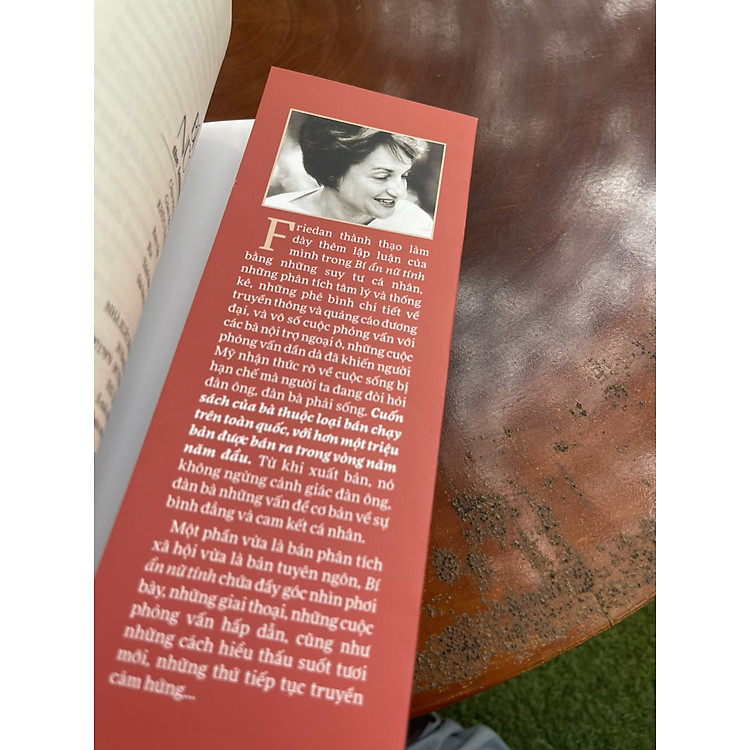 Friedan thành thạo làm
dày thêm lập luận của
mình trong Bí ẩn nữ tính
bằng những suy tư cá nhân,
những phân tích tâm lý và thống
kê, những phê bình chi tiết về
truyền thông và quảng cáo đương
đại, và vô số cuộc phỏng vấn với
các bà nội trợ ngoại ô, những cuộc
phỏng vấn dần dà đã khiến người
Mỹ nhận thức rõ về cuộc sống bị
hạn chế mà người ta đang đòi hỏi
đàn ông, đàn bà phải sống. Cuốn
sách của bà thuộc loại bán chạy
trên toàn quốc, với hơn một triệu
bản được bán ra trong vòng năm
năm đầu. Từ khi xuất bản, nó
không ngừng cảnh giác đàn ông,
đàn bà những vấn đề cơ bản về sự
bình đẳng và cam kết cá nhân.
Một phần vừa là bản phân tích
xã hội vừa là bản tuyên ngôn, Bí
ẩn nữ tính chứa đầy góc nhìn phơi
bày, những giai thoại, những cuộc
phỏng vấn hấp dẫn, cũng như
những cách hiểu thấu suốt tươi
mới, những thứ tiếp tục truyền
cảm hứng...